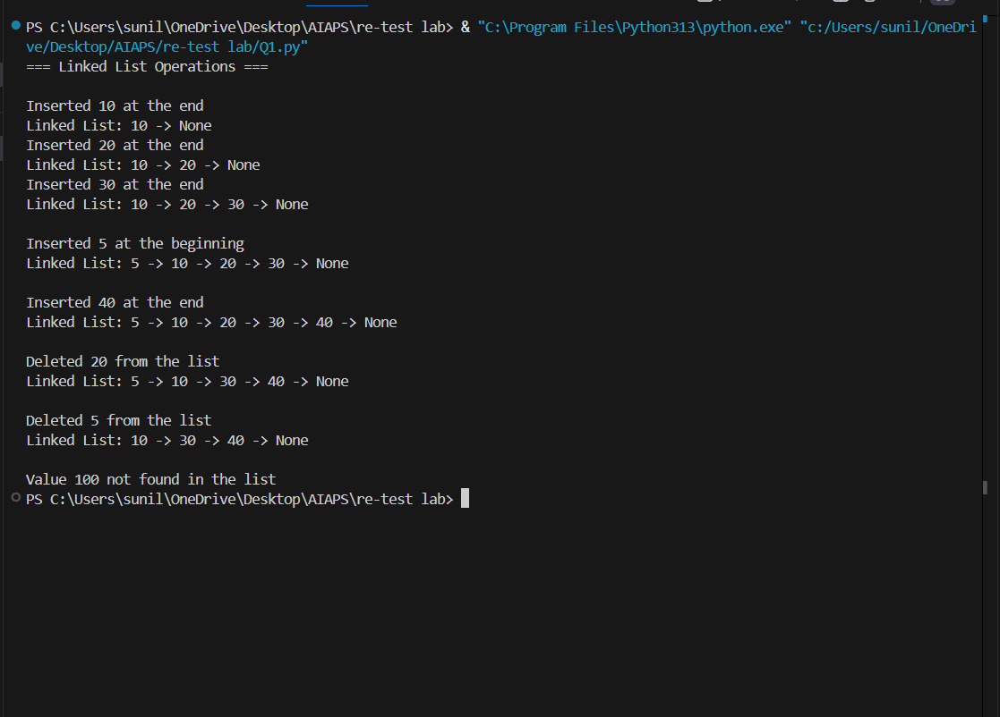 PS C:\Users\sunil\OneDrive\Desktop\AIAPS\re-test lab> & "C:\Program Files\Python313\python.exe" "c:/Users/sunil/OneDri
ve/Desktop/AIAPS/re-test lab/Q1.py"
=== Linked List Operations ===
Inserted 10 at the end
Linked List: 10 -> None
Inserted 20 at the end
Linked List: 10 -> 20 -> None
Inserted 30 at the end
Linked List: 10 -> 20 -> 30 -> None
Inserted 5 at the beginning
Linked List: 5 -> 10 -> 20 -> 30 -> None
Inserted 40 at the end
Linked List: 5 -> 10 -> 20 -> 30 -> 40 -> None
Deleted 20 from the list
Linked List: 5 -> 10 -> 30 -> 40 -> None
Deleted 5 from the list
Linked List: 10 -> 30 -> 40 -> None
Value 100 not found in the list
PS C:\Users\sunil\OneDrive\Desktop\AIAPS\re-test lab>